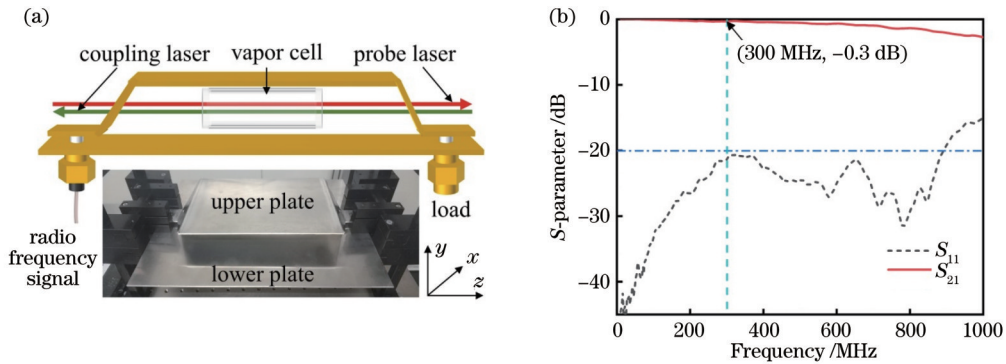 (a)
coupling laser
vapor cell
probe laser
radio
frequency
signal
upper plate
lower plate
load
y
x
z
(b)
S-parameter /dB
0
-10
-20
-30
-40
(300 MHz, -0.3 dB)
S11
S21
0
200
400
600
800
1000
Frequency /MHz